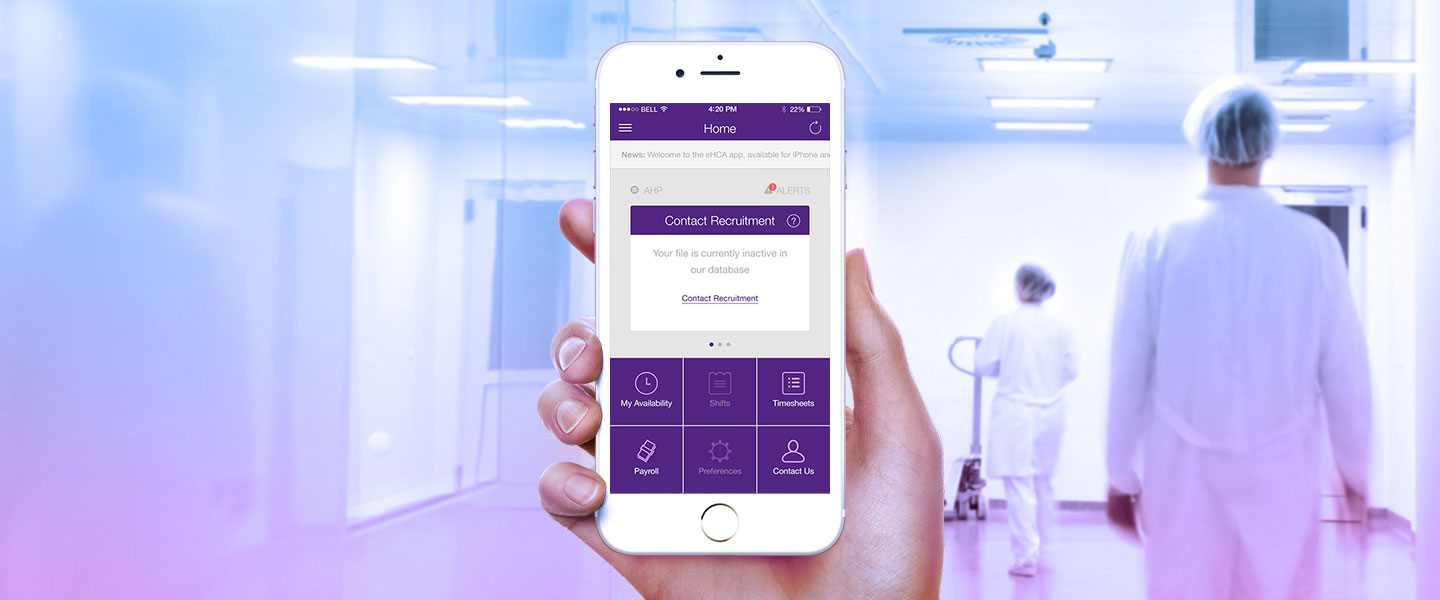 BELL 4:20 PM 22%
Home
News: Welcome to the eHCA app, available for iPhone and
AHP 3 ALERTS
Contact Recruitment ?
Your file is currently inactive in
our database
Contact Recruitment
My Availability Shifts Timesheets
Payroll Preferences Contact Us